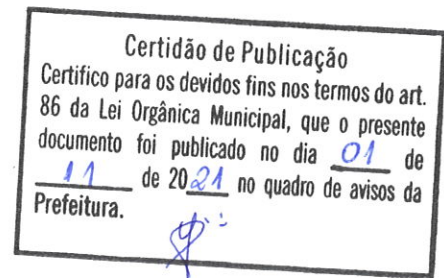 Certidão de Publicação
Certifico para os devidos fins nos termos do art.
86 da Lei Orgânica Municipal, que o presente
documento foi publicado no dia 01 de
11 de 2021 no quadro de avisos da
Prefeitura.